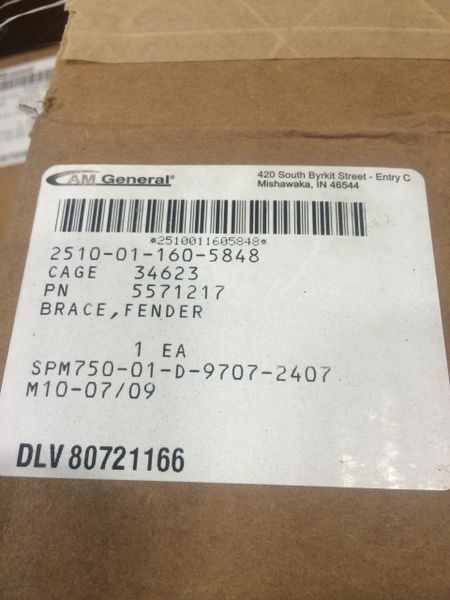 AM General®
420 South Byrkit Street - Entry C
Mishawaka, IN 46544
*2510011605848*
2510-01-160-5848
CAGE 34623
PN 5571217
BRACE,FENDER
1 EA
SPM750-01-D-9707-2407
M10-07/09
DLV 80721166